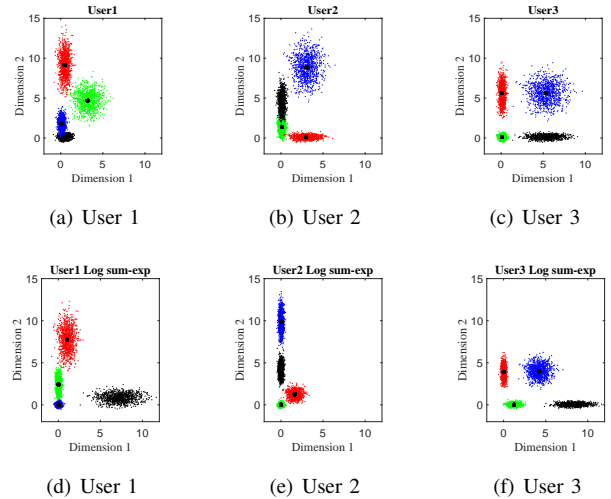 User1
User2
User3
15
10
5
0
0
5
10
Dimension 2
Dimension 1
15
10
5
0
0
5
10
Dimension 2
Dimension 1
15
10
5
0
0
5
10
Dimension 2
Dimension 1
(a) User 1
(b) User 2
(c) User 3
User1 Log sum-exp
User2 Log sum-exp
User3 Log sum-exp
15
10
5
0
0
5
10
Dimension 2
Dimension 1
15
10
5
0
0
5
10
Dimension 2
Dimension 1
15
10
5
0
0
5
10
Dimension 2
Dimension 1
(d) User 1
(e) User 2
(f) User 3